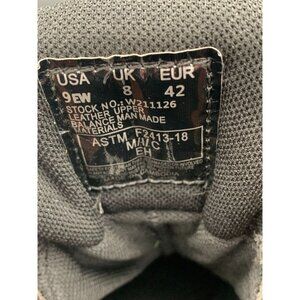 USA UK EUR
9EW 8 42
STOCK NO.: W211126
LEATHER UPPER
BALANCE MAN MADE
MATERIALS
ASTM F2413-18
M/I/C
EH